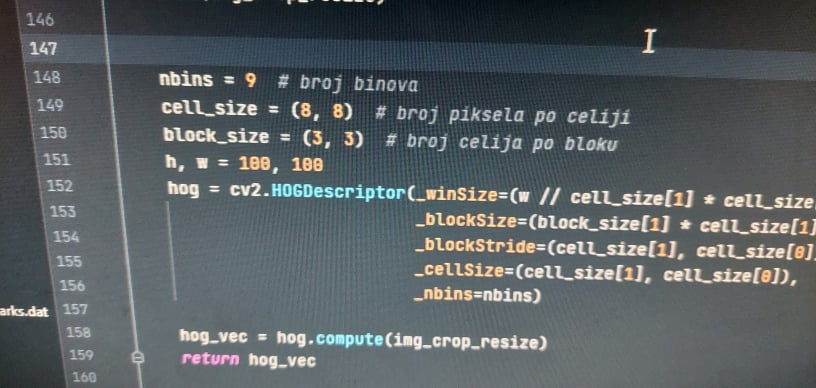 146
147
148 nbins = 9 # broj binova
149 cell_size = (8, 8) # broj piksela po celiji
150 block_size = (3, 3) # broj celija po bloku
151 h, w = 100, 100
152 hog = cv2.HOGDescriptor(_winSize=(w // cell_size[1] * cell_size
153 _blockSize=(block_size[1] * cell_size[1]
154 _blockStride=(cell_size[1], cell_size[0]
155 _cellSize=(cell_size[1], cell_size[0]),
156 _nbins=nbins)
arks.dat 157
158 hog_vec = hog.compute(img_crop_resize)
159 return hog_vec
160